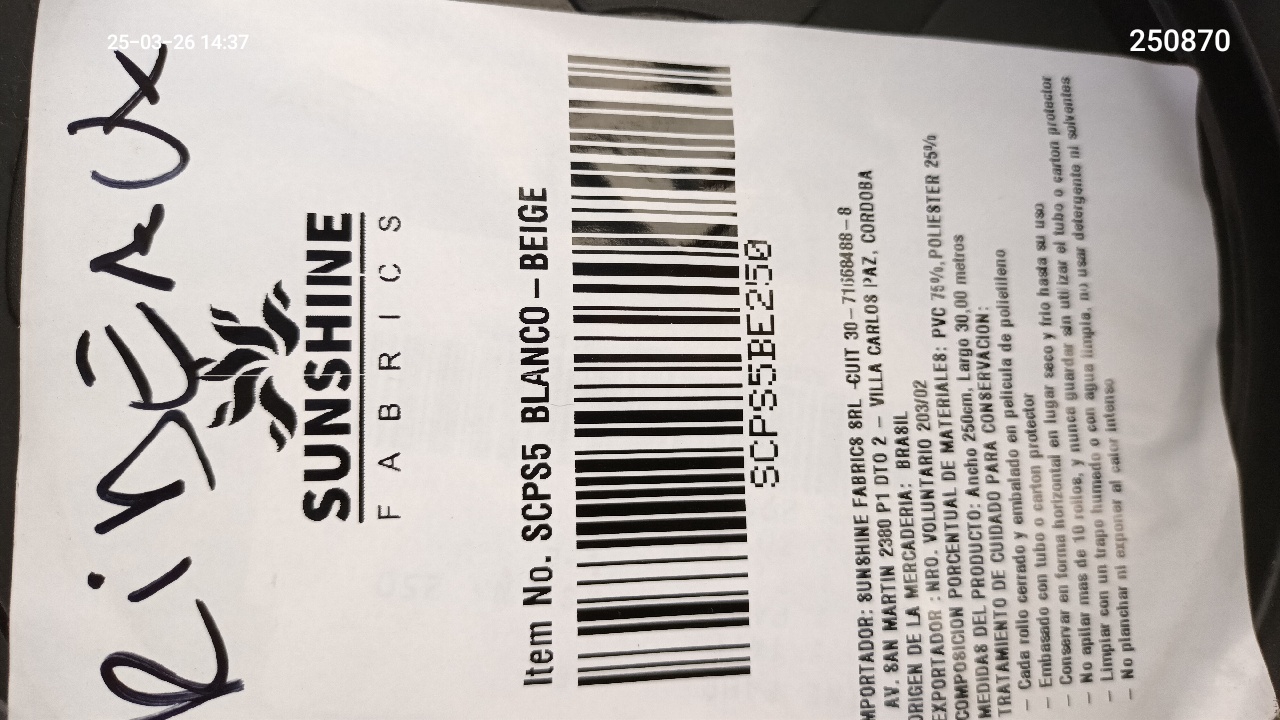 25-03-26 14:37
250870
SUNSHINE
FABRICS
Item No. SCPS5 BLANCO – BEIGE
SCPS5BE250
MPORTADOR: SUNSHINE FABRICS SRL -CUIT 30-71668488-8
AV. SAN MARTIN 2380 P1 DTO 2 – VILLA CARLOS PAZ, CORDOBA
ORIGEN DE LA MERCADERIA: BRASIL
EXPORTADOR : NRO. VOLUNTARIO 203/02
COMPOSICION PORCENTUAL DE MATERIALES: PVC 75%, POLIESTER 25%
MEDIDAS DEL PRODUCTO: Ancho 250cm, Largo 30,00 metros
TRATAMIENTO DE CUIDADO PARA CONSERVACION:
– Cada rollo cerrado y embalado en pelicula de polietileno
– Embasado con tubo o carton protector
– Conservar en forma horizontal en lugar seco y frio hasta su uso
– No apilar mas de 10 rollos, y nunca guardar sin utilizar el tubo o carton protector
– Limpiar con un trapo humedo o con agua limpia, no usar detergente ni solventes
– No planchar ni exponer al calor intenso